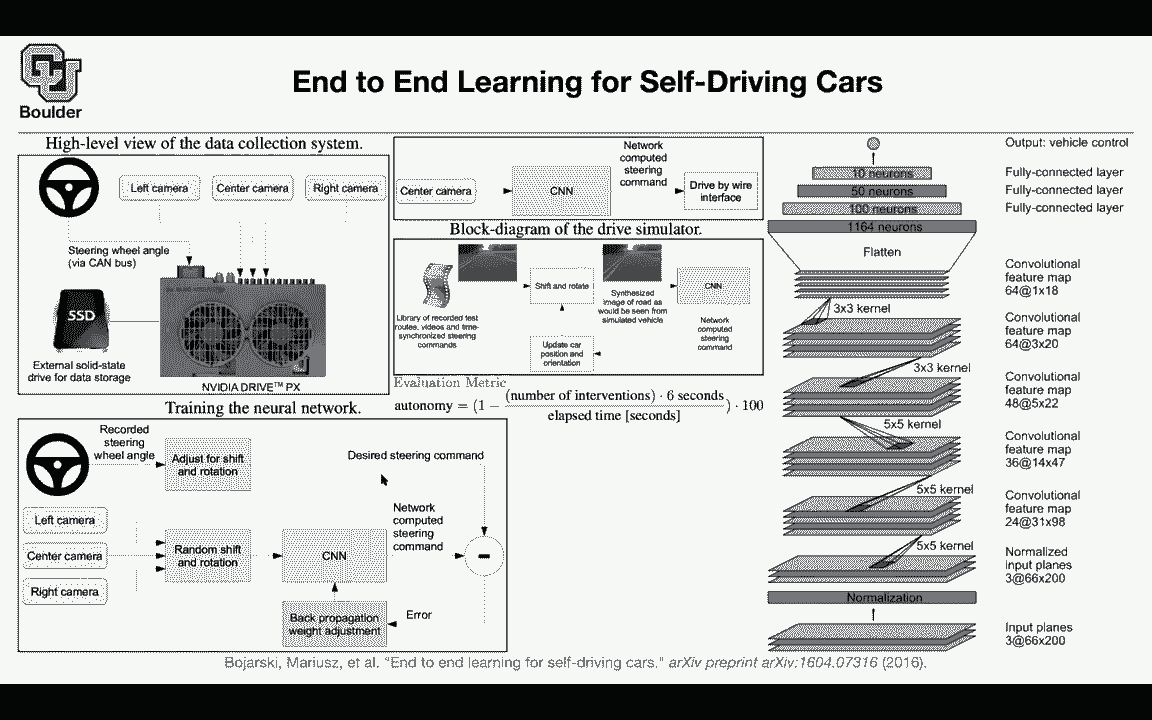 Boulder
End to End Learning for Self-Driving Cars
High-level view of the data collection system.
Left camera
Center camera
Right camera
Steering wheel angle
(via CAN bus)
SSD
External solid-state
drive for data storage
NVIDIA DRIVE™ PX
Training the neural network.
Recorded
steering
wheel angle
Adjust for shift
and rotation
Desired steering command
Left camera
Center camera
Right camera
Random shift
and rotation
CNN
Network
computed
steering
command
-
Back propagation
weight adjustment
Error
Center camera
CNN
Network
computed
steering
command
Drive by wire
interface
Block-diagram of the drive simulator.
Library of recorded test
routes, videos and time-
synchronized steering
commands
Shift and rotate
Synthesized
image of road as
would be seen from
simulated vehicle
CNN
Network
computed
steering
command
Update car
position and
orientation
Evaluation Metric
autonomy = (1 - (number of interventions) · 6 seconds / elapsed time [seconds]) · 100
Output: vehicle control
10 neurons
Fully-connected layer
50 neurons
Fully-connected layer
100 neurons
Fully-connected layer
1164 neurons
Flatten
Convolutional
feature map
64@1x18
3x3 kernel
Convolutional
feature map
64@3x20
3x3 kernel
Convolutional
feature map
48@5x22
5x5 kernel
Convolutional
feature map
36@14x47
5x5 kernel
Convolutional
feature map
24@31x98
5x5 kernel
Normalized
input planes
3@66x200
Normalization
Input planes
3@66x200
Bojarski, Mariusz, et al. "End to end learning for self-driving cars." arXiv preprint arXiv:1604.07316 (2016).